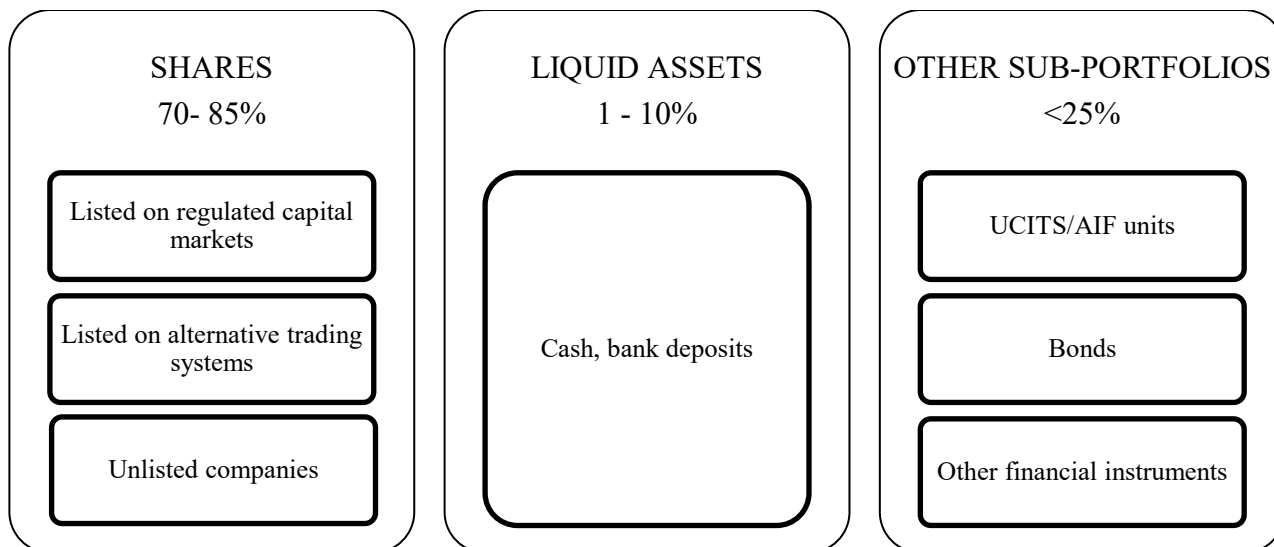 SHARES
70- 85%
Listed on regulated capital
markets
Listed on alternative trading
systems
Unlisted companies
LIQUID ASSETS
1 - 10%
Cash, bank deposits
OTHER SUB-PORTFOLIOS
<25%
UCITS/AIF units
Bonds
Other financial instruments